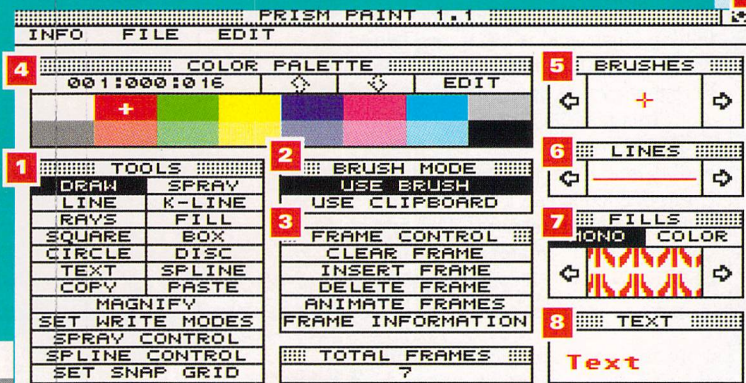 PRISM PAINT 1.1
INFO FILE EDIT
4 COLOR PALETTE
001:000:016 EDIT
1 TOOLS
DRAW SPRAY
LINE K-LINE
RAYS FILL
SQUARE BOX
CIRCLE DISC
TEXT SPLINE
COPY PASTE
MAGNIFY
SET WRITE MODES
SPRAY CONTROL
SPLINE CONTROL
SET SNAP GRID
2 BRUSH MODE
USE BRUSH
USE CLIPBOARD
3 FRAME CONTROL
CLEAR FRAME
INSERT FRAME
DELETE FRAME
ANIMATE FRAMES
FRAME INFORMATION
TOTAL FRAMES
7
5 BRUSHES
6 LINES
7 FILLS
MONO COLOR
8 TEXT
Text